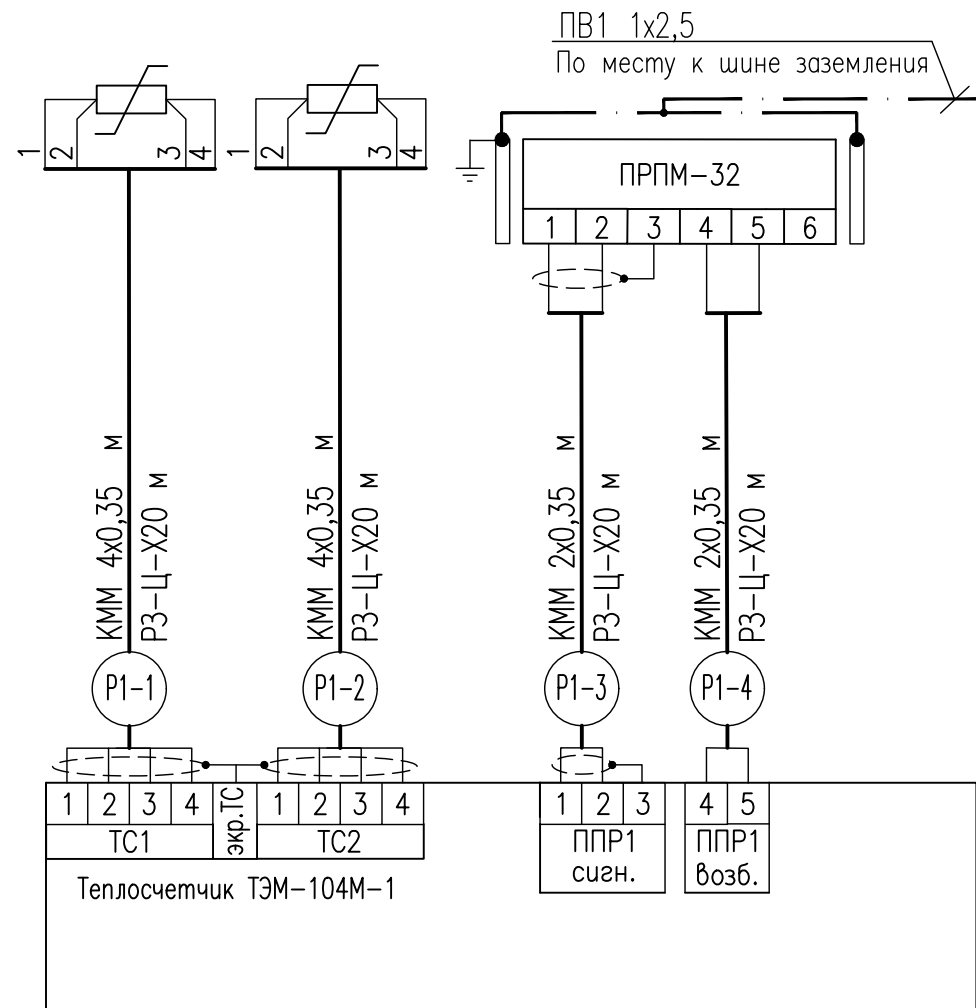 ПВ1 1х2,5
По месту к шине заземления
1 2 3 4
1 2 3 4
ПРПМ-32
1 2 3 4 5 6
КММ 4х0,35 м
РЗ-Ц-Х20 м
КММ 4х0,35 м
РЗ-Ц-Х20 м
КММ 2х0,35 м
РЗ-Ц-Х20 м
КММ 2х0,35 м
РЗ-Ц-Х20 м
Р1-1
Р1-2
Р1-3
Р1-4
1 2 3 4
ТС1
экр.ТС
1 2 3 4
ТС2
1 2 3
ППР1
сигн.
4 5
ППР1
возб.
Теплосчетчик ТЭМ-104М-1